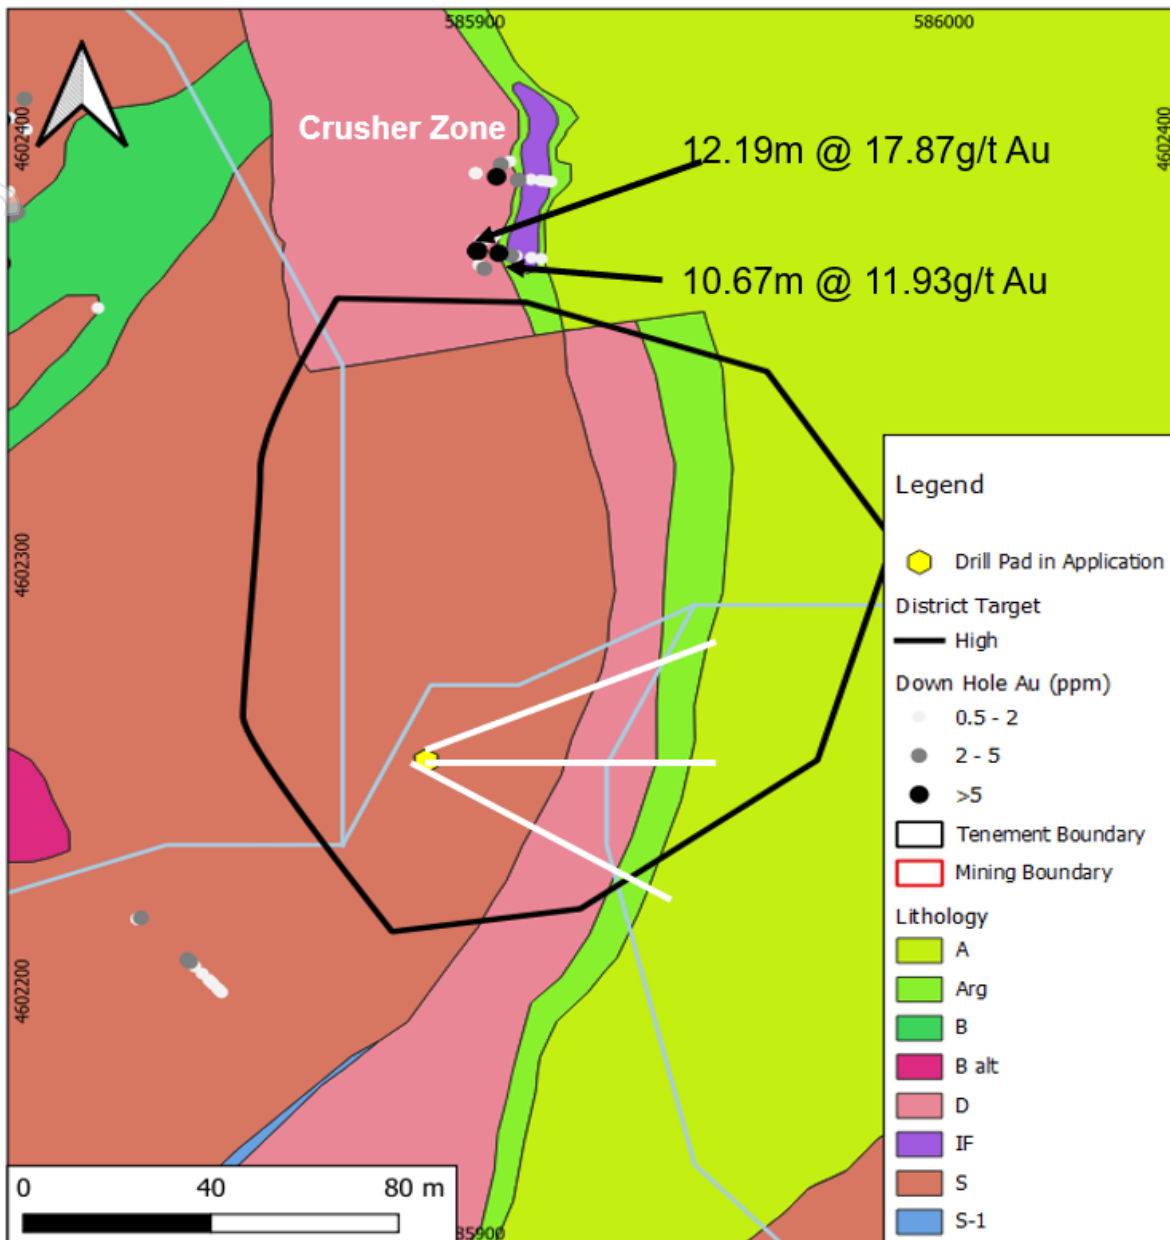 585900
586000
4602400
4602400
Crusher Zone
12.19m @ 17.87g/t Au
10.67m @ 11.93g/t Au
4602300
4602200
Legend
Drill Pad in Application
District Target
High
Down Hole Au (ppm)
0.5 - 2
2 - 5
>5
Tenement Boundary
Mining Boundary
Lithology
A
Arg
B
B alt
D
IF
S
S-1
0 40 80 m
85900